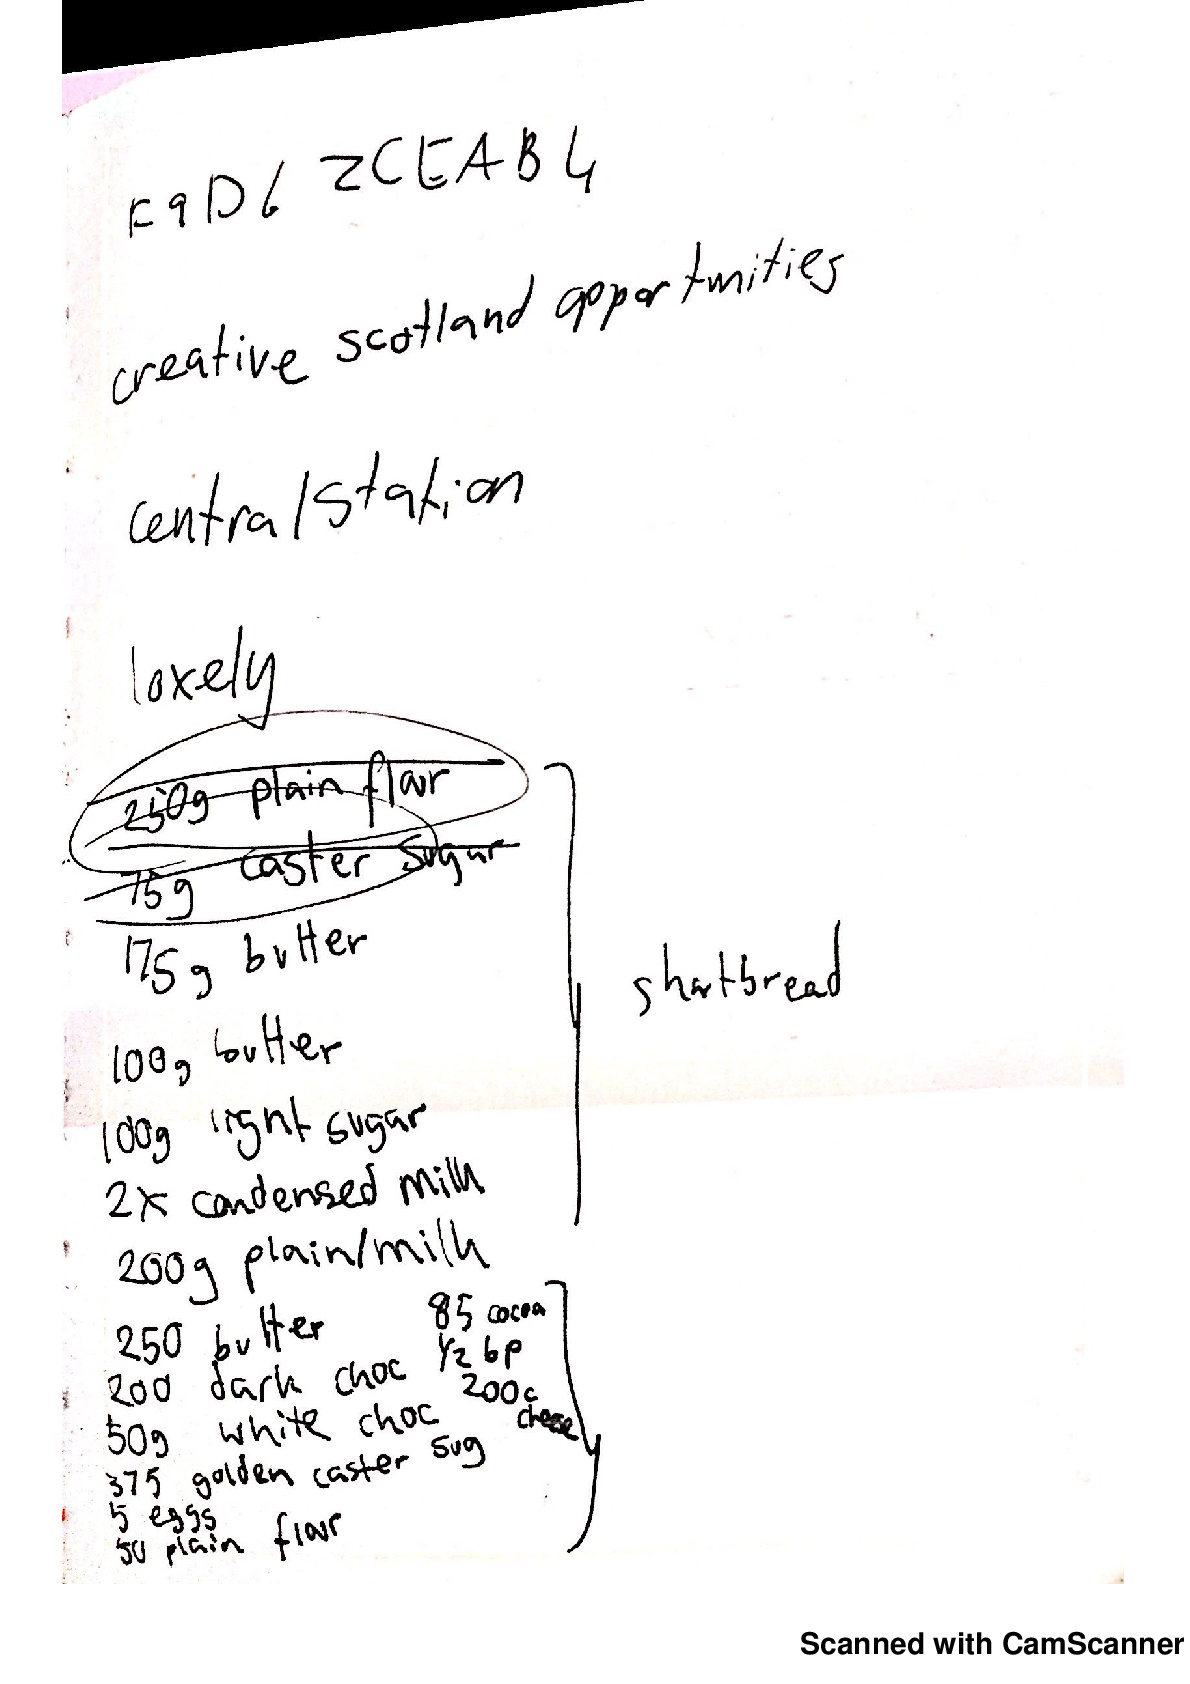 F9D6 ZCEAB4
creative scotland opportunities
central station
loxely
250g plain flour
75g caster sugar
175g butter
shortbread
100g butter
100g light sugar
2x condensed milk
200g plain/milk
250 butter 85 cocoa
200 dark choc 1/2 bp
50g white choc 200c cheese
375 golden caster sug
5 eggs
50 plain flour
Scanned with CamScanner